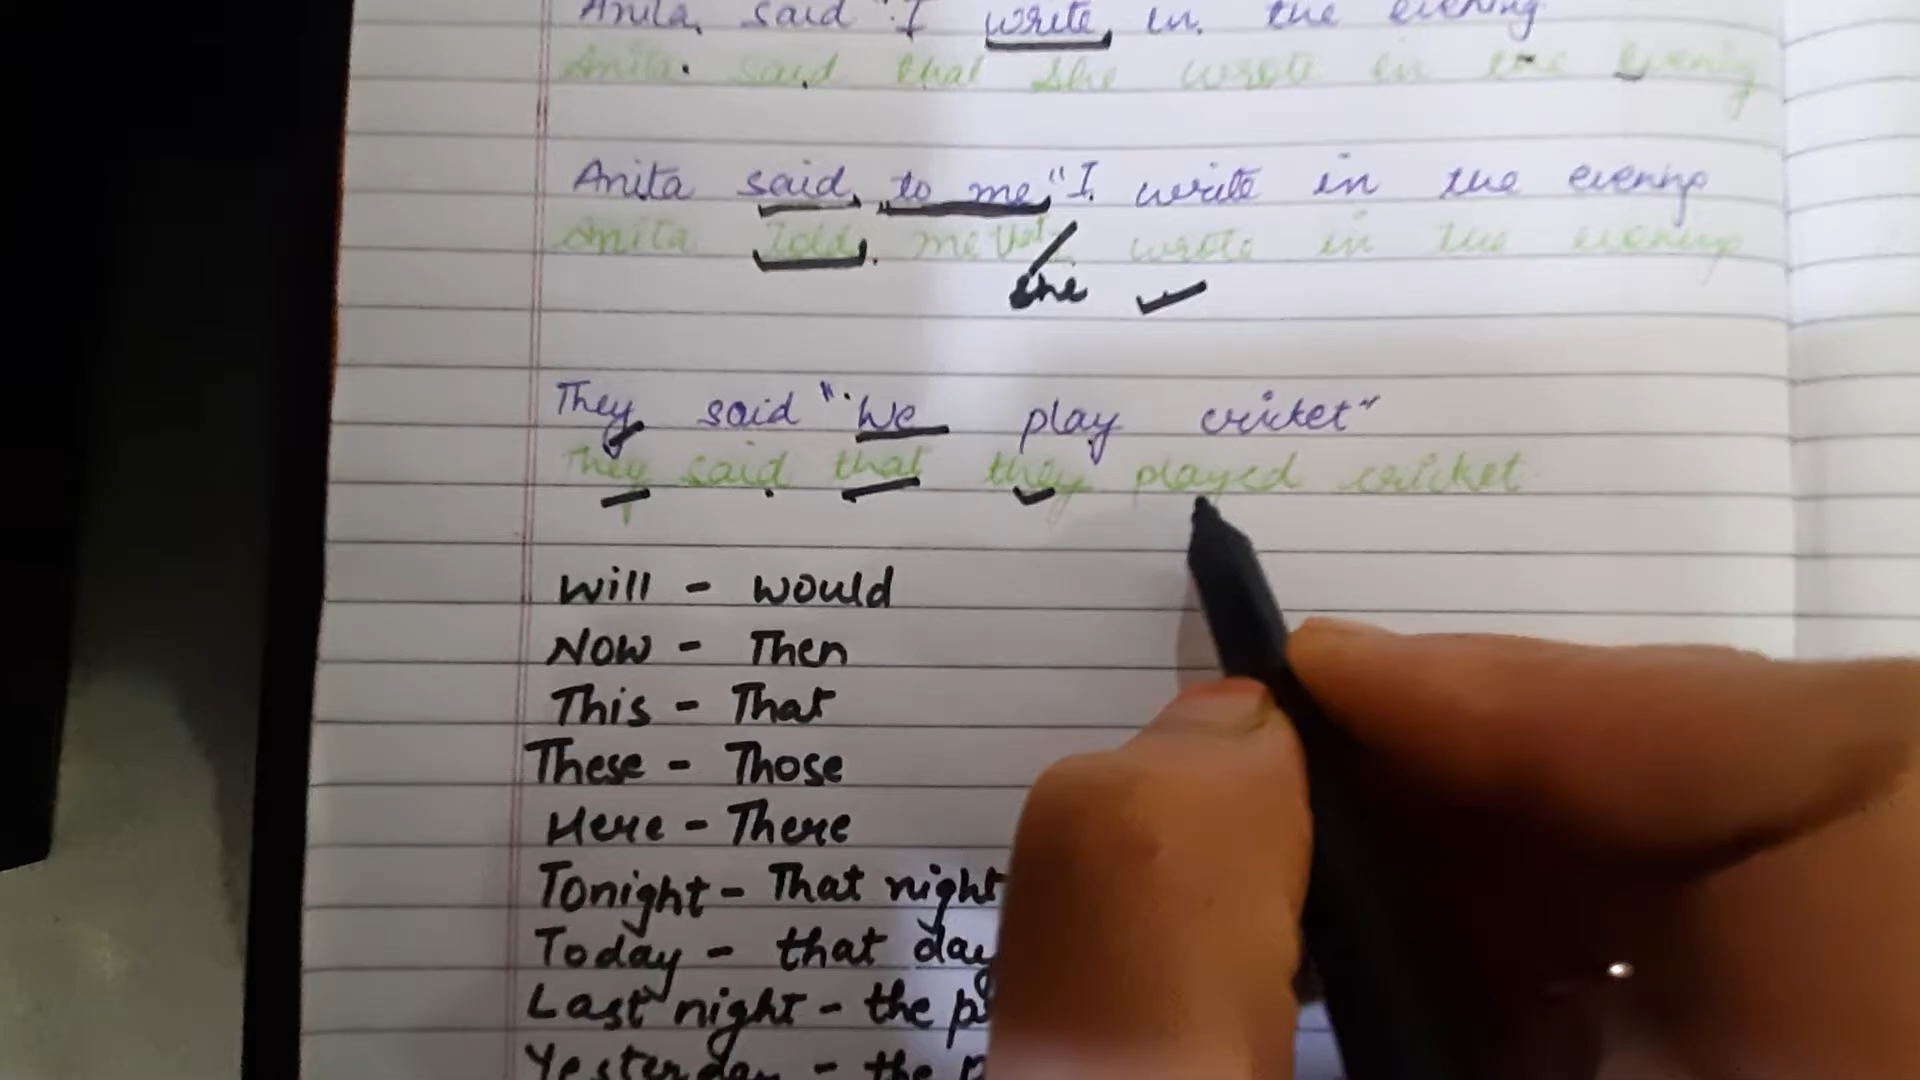 Anita said "I write in the evening
Anita said that she wrote in the evening
Anita said to me "I write in the evening
Anita Told me that wrote in the evening
she
They said "We play cricket"
They said that they played cricket
Will - Would
Now - Then
This - That
These - Those
Here - There
Tonight - That night
Today - that day
Last night - the p
Yesterday - the p